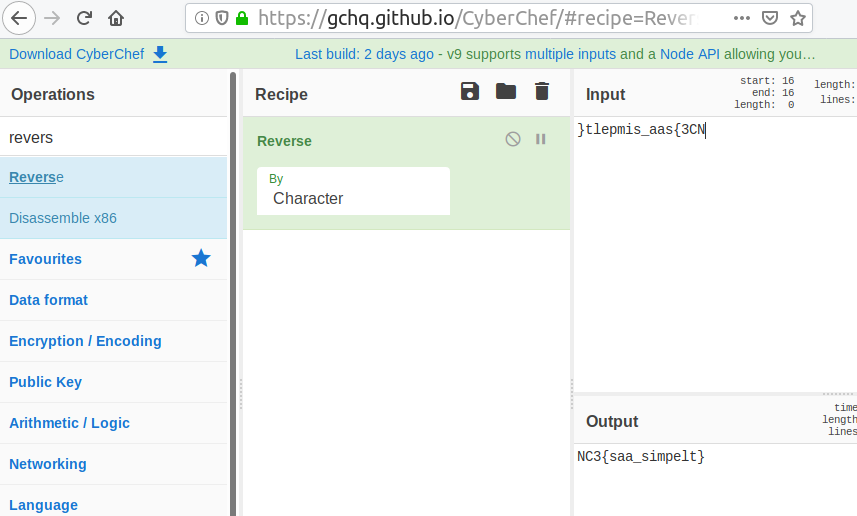 https://gchq.github.io/CyberChef/#recipe=Rever
Download CyberChef
Last build: 2 days ago - v9 supports multiple inputs and a Node API allowing you…
Operations
revers
Reverse
Disassemble x86
Favourites
Data format
Encryption / Encoding
Public Key
Arithmetic / Logic
Networking
Language
Recipe
Reverse
By
Character
Input
start: 16
end: 16
length: 0
length:
lines:
}tlepmis_aas{3CN
Output
time
length
lines
NC3{saa_simpelt}